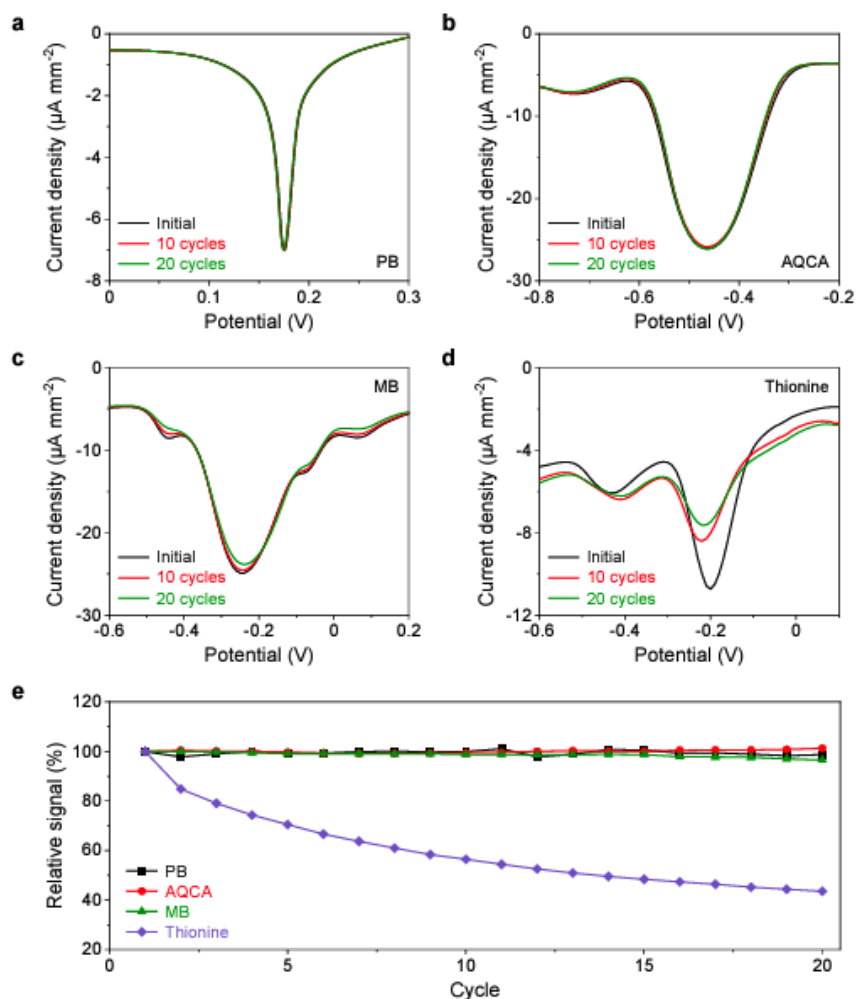 a
0
-2
-4
-6
-8
Current density (µA mm⁻²)
Initial
10 cycles
20 cycles
PB
0
0.1
0.2
0.3
Potential (V)
b
0
-10
-20
-30
Current density (µA mm⁻²)
Initial
10 cycles
20 cycles
AQCA
-0.8
-0.6
-0.4
-0.2
Potential (V)
c
0
-10
-20
-30
Current density (µA mm⁻²)
MB
Initial
10 cycles
20 cycles
-0.6
-0.4
-0.2
0
0.2
Potential (V)
d
0
-4
-8
-12
Current density (µA mm⁻²)
Thionine
Initial
10 cycles
20 cycles
-0.6
-0.4
-0.2
0
Potential (V)
e
120
100
80
60
40
20
Relative signal (%)
PB
AQCA
MB
Thionine
0
5
10
15
20
Cycle